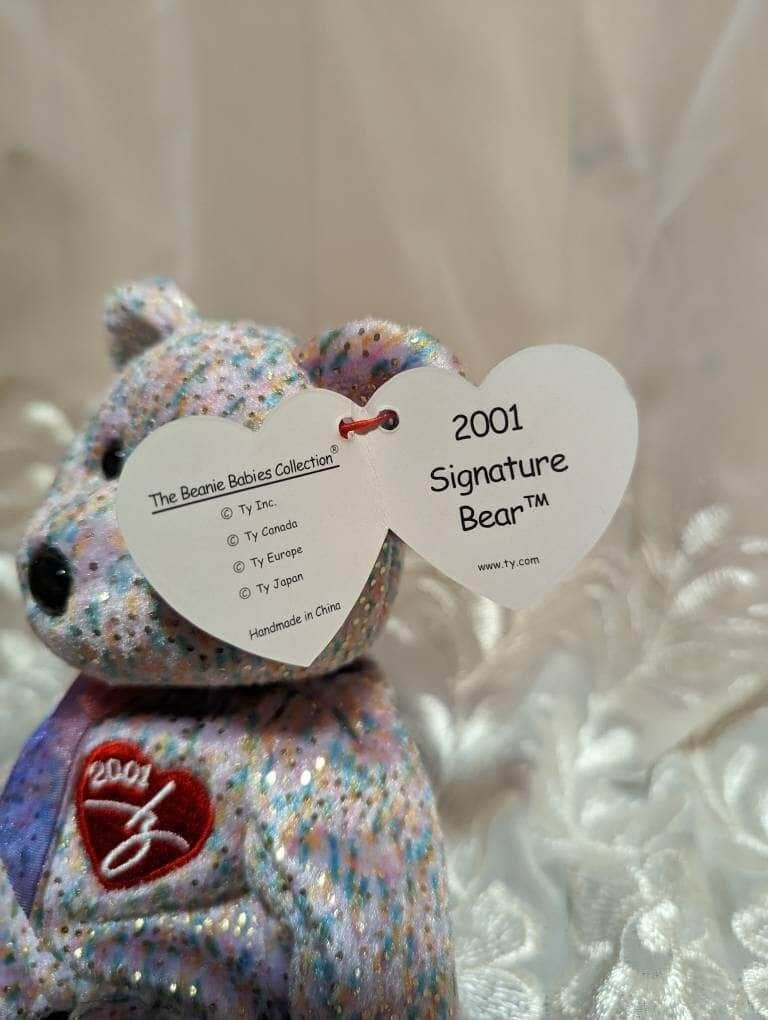 The Beanie Babies Collection®
© Ty Inc.
© Ty Canada
© Ty Europe
© Ty Japan
Handmade in China
2001
Signature
Bear™
www.ty.com
2001
ty